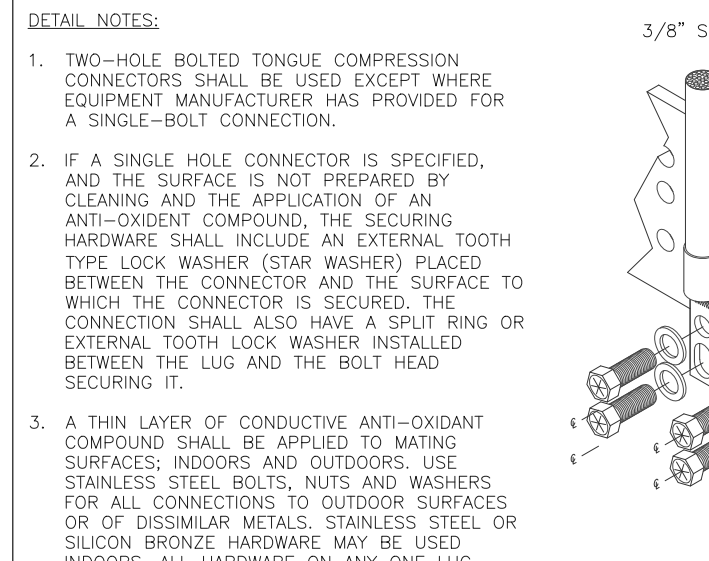 DETAIL NOTES:
3/8" S
1. TWO-HOLE BOLTED TONGUE COMPRESSION
CONNECTORS SHALL BE USED EXCEPT WHERE
EQUIPMENT MANUFACTURER HAS PROVIDED FOR
A SINGLE-BOLT CONNECTION.
2. IF A SINGLE HOLE CONNECTOR IS SPECIFIED,
AND THE SURFACE IS NOT PREPARED BY
CLEANING AND THE APPLICATION OF AN
ANTI-OXIDENT COMPOUND, THE SECURING
HARDWARE SHALL INCLUDE AN EXTERNAL TOOTH
TYPE LOCK WASHER (STAR WASHER) PLACED
BETWEEN THE CONNECTOR AND THE SURFACE TO
WHICH THE CONNECTOR IS SECURED. THE
CONNECTION SHALL ALSO HAVE A SPLIT RING OR
EXTERNAL TOOTH LOCK WASHER INSTALLED
BETWEEN THE LUG AND THE BOLT HEAD
SECURING IT.
3. A THIN LAYER OF CONDUCTIVE ANTI-OXIDANT
COMPOUND SHALL BE APPLIED TO MATING
SURFACES; INDOORS AND OUTDOORS. USE
STAINLESS STEEL BOLTS, NUTS AND WASHERS
FOR ALL CONNECTIONS TO OUTDOOR SURFACES
OR OF DISSIMILAR METALS. STAINLESS STEEL OR
SILICON BRONZE HARDWARE MAY BE USED
INDOORS. ALL HARDWARE ON ANY ONE LUG
℄
℄
℄
℄